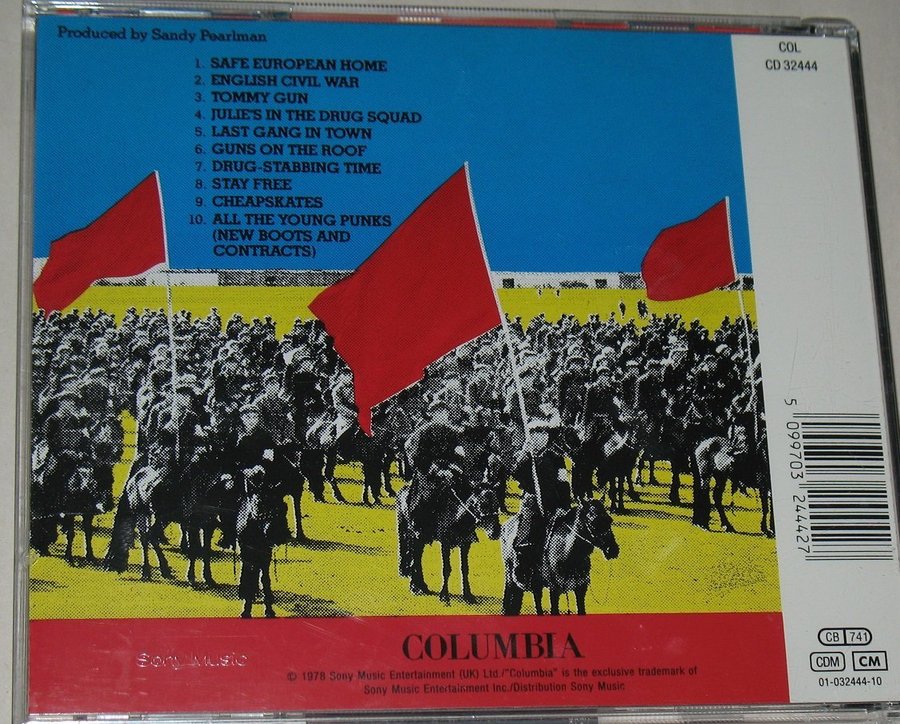 Produced by Sandy Pearlman
1. SAFE EUROPEAN HOME
2. ENGLISH CIVIL WAR
3. TOMMY GUN
4. JULIE'S IN THE DRUG SQUAD
5. LAST GANG IN TOWN
6. GUNS ON THE ROOF
7. DRUG-STABBING TIME
8. STAY FREE
9. CHEAPSKATES
10. ALL THE YOUNG PUNKS
(NEW BOOTS AND
CONTRACTS)
COL
CD 32444
5 099703 244427
CB 741
CDM CM
01-032444-10
COLUMBIA
Sony Music
© 1978 Sony Music Entertainment (UK) Ltd./"Columbia" is the exclusive trademark of
Sony Music Entertainment Inc./Distribution Sony Music